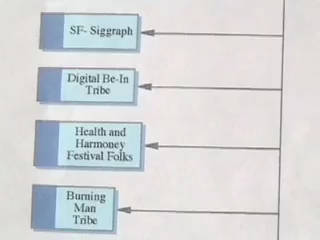 SF- Siggraph
Digital Be-In
Tribe
Health and
Harmoney
Festival Folks
Burning
Man
Tribe